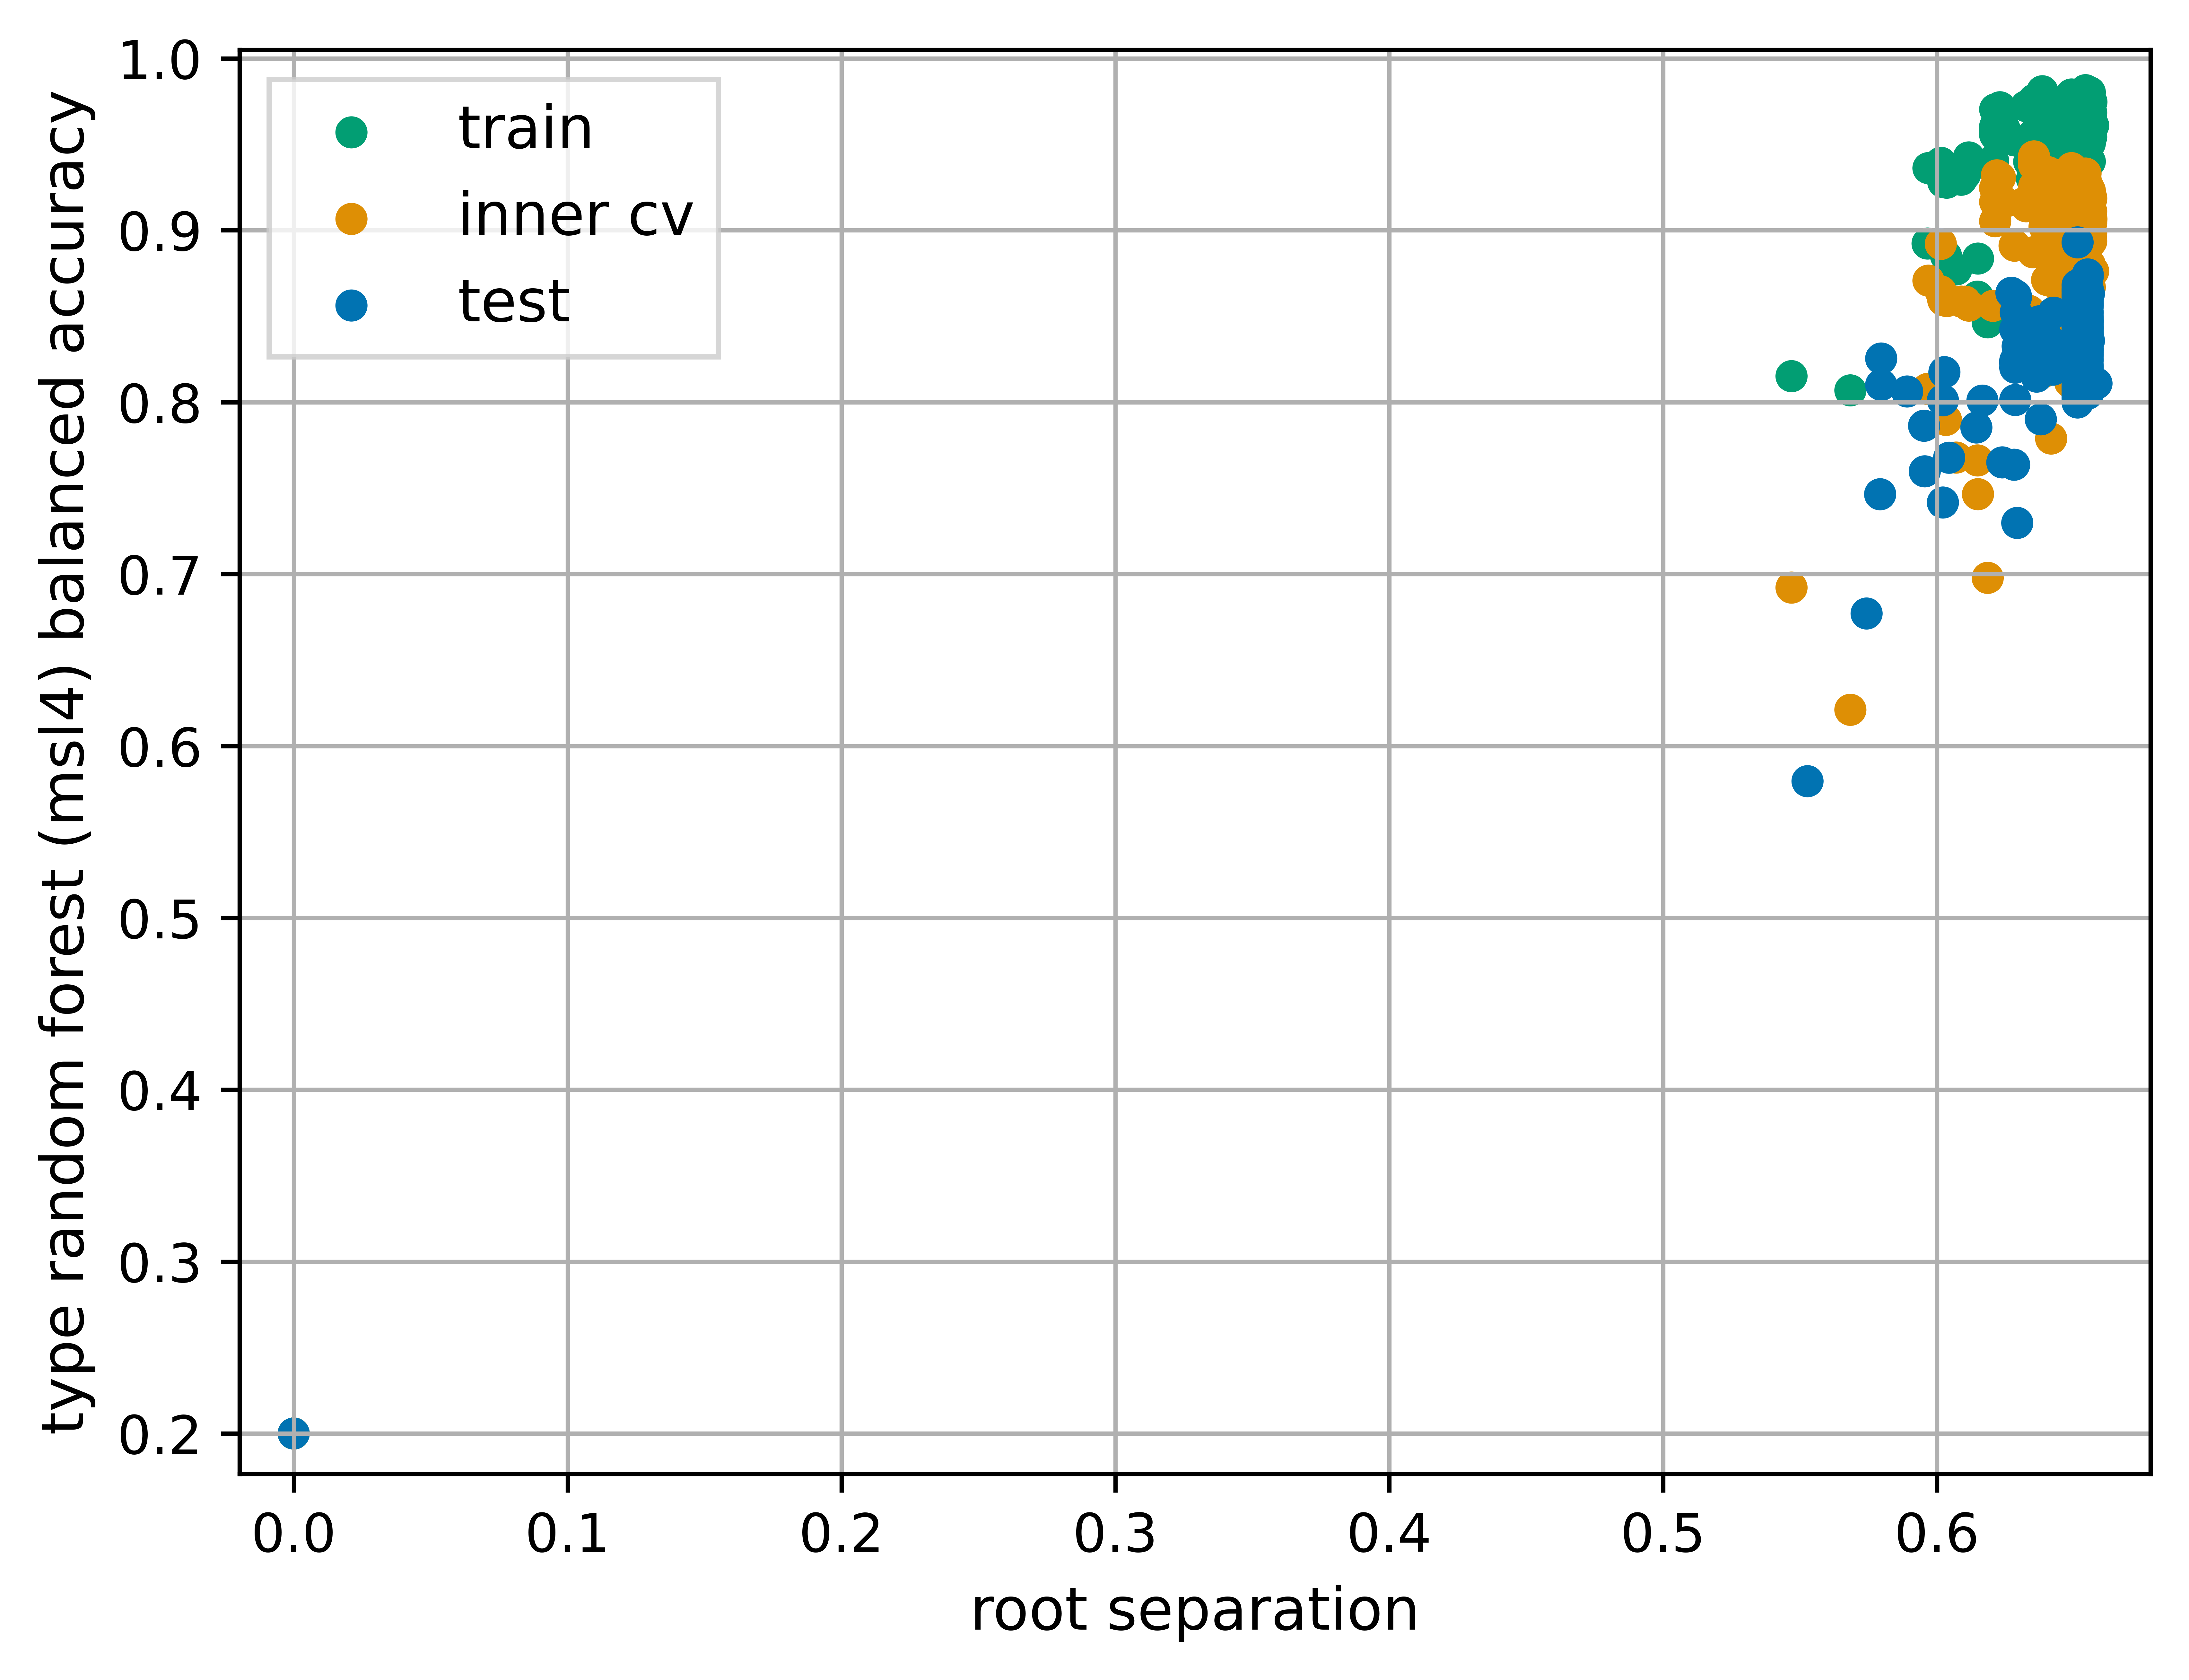 train
inner cv
test
type random forest (msl4) balanced accuracy
1.0
0.9
0.8
0.7
0.6
0.5
0.4
0.3
0.2
0.0 0.1 0.2 0.3 0.4 0.5 0.6
root separation